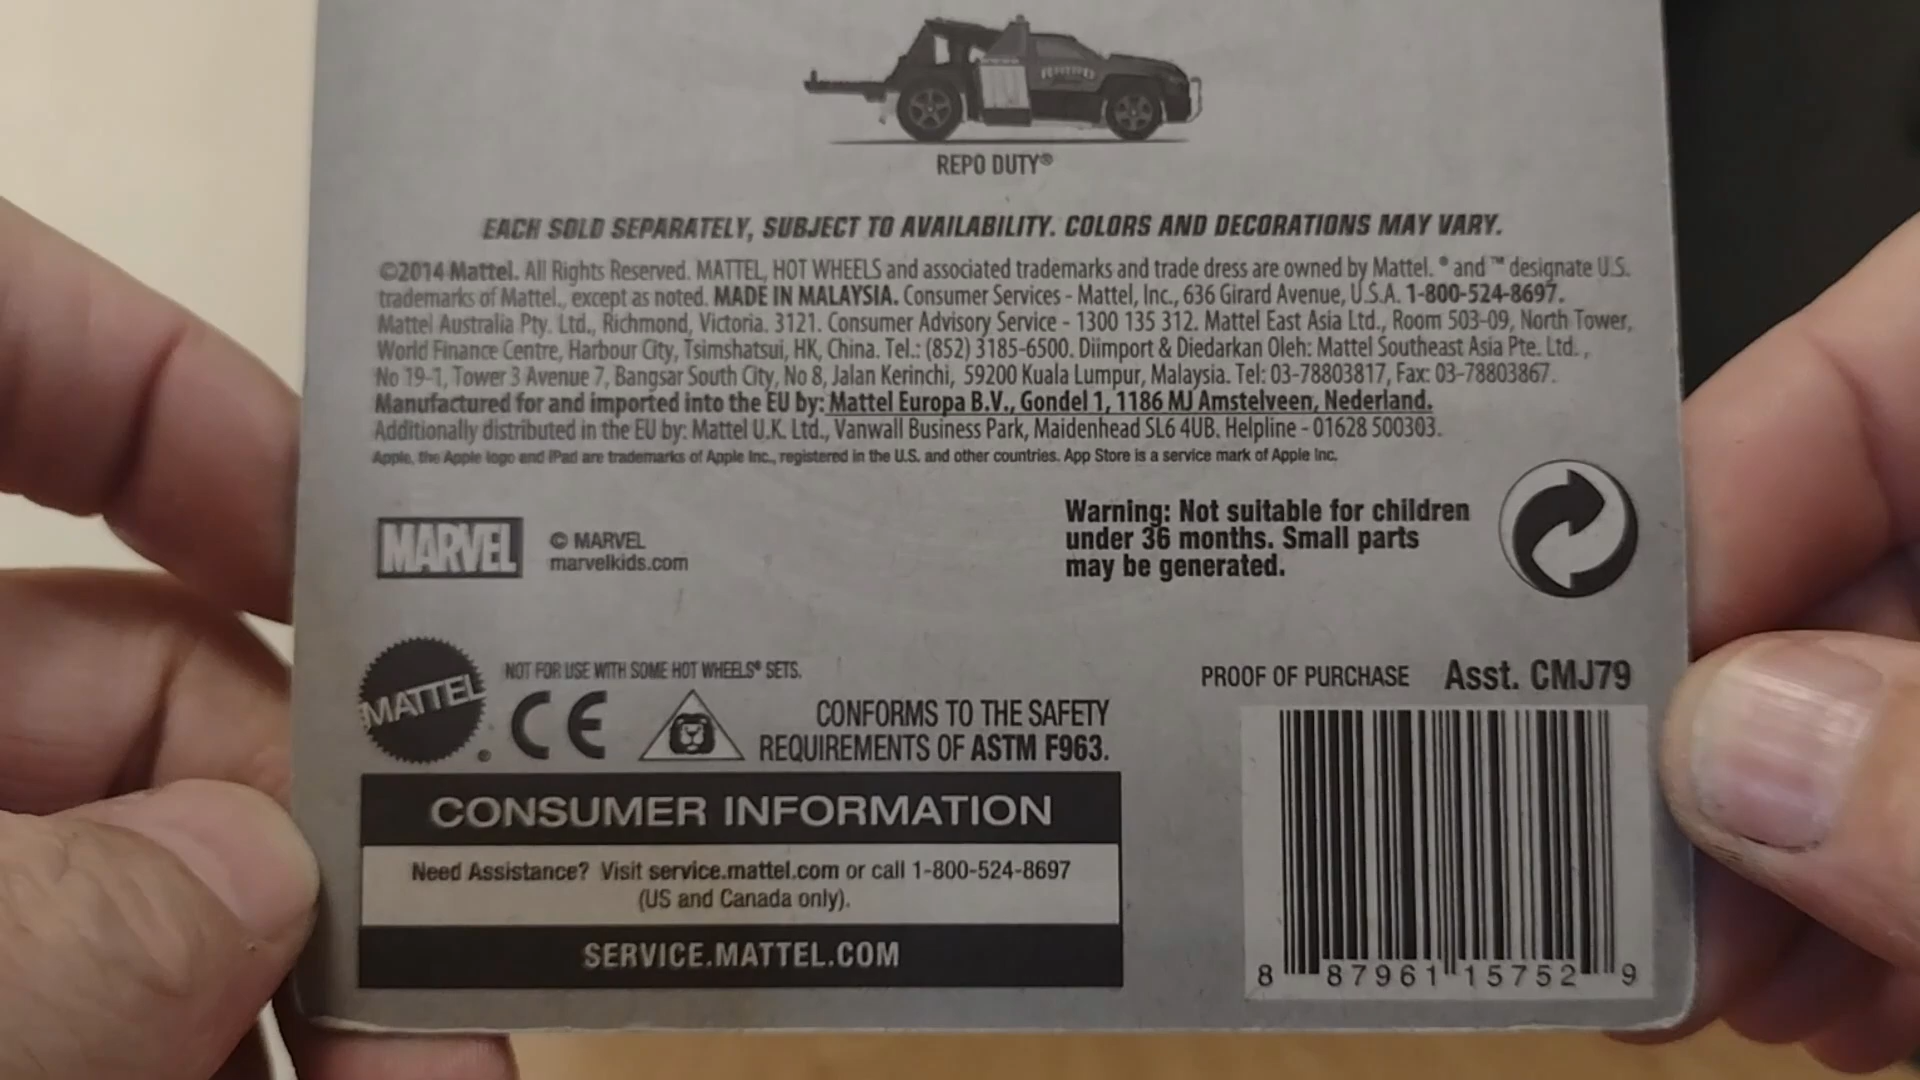 RHINO
REPO DUTY®
EACH SOLD SEPARATELY, SUBJECT TO AVAILABILITY. COLORS AND DECORATIONS MAY VARY.
©2014 Mattel. All Rights Reserved. MATTEL, HOT WHEELS and associated trademarks and trade dress are owned by Mattel. ® and ™ designate U.S.
trademarks of Mattel., except as noted. MADE IN MALAYSIA. Consumer Services - Mattel, Inc., 636 Girard Avenue, U.S.A. 1-800-524-8697.
Mattel Australia Pty. Ltd., Richmond, Victoria. 3121. Consumer Advisory Service - 1300 135 312. Mattel East Asia Ltd., Room 503-09, North Tower,
World Finance Centre, Harbour City, Tsimshatsui, HK, China. Tel.: (852) 3185-6500. Diimport & Diedarkan Oleh: Mattel Southeast Asia Pte. Ltd.,
No 19-1, Tower 3 Avenue 7, Bangsar South City, No 8, Jalan Kerinchi, 59200 Kuala Lumpur, Malaysia. Tel: 03-78803817, Fax: 03-78803867.
Manufactured for and imported into the EU by: Mattel Europa B.V., Gondel 1, 1186 MJ Amstelveen, Nederland.
Additionally distributed in the EU by: Mattel U.K. Ltd., Vanwall Business Park, Maidenhead SL6 4UB. Helpline - 01628 500303.
Apple, the Apple logo and iPad are trademarks of Apple Inc., registered in the U.S. and other countries. App Store is a service mark of Apple Inc.
MARVEL
© MARVEL
marvelkids.com
Warning: Not suitable for children
under 36 months. Small parts
may be generated.
MATTEL®
NOT FOR USE WITH SOME HOT WHEELS® SETS.
CE
CONFORMS TO THE SAFETY
REQUIREMENTS OF ASTM F963.
PROOF OF PURCHASE Asst. CMJ79
CONSUMER INFORMATION
Need Assistance? Visit service.mattel.com or call 1-800-524-8697
(US and Canada only).
SERVICE.MATTEL.COM
8 87961 15752 9